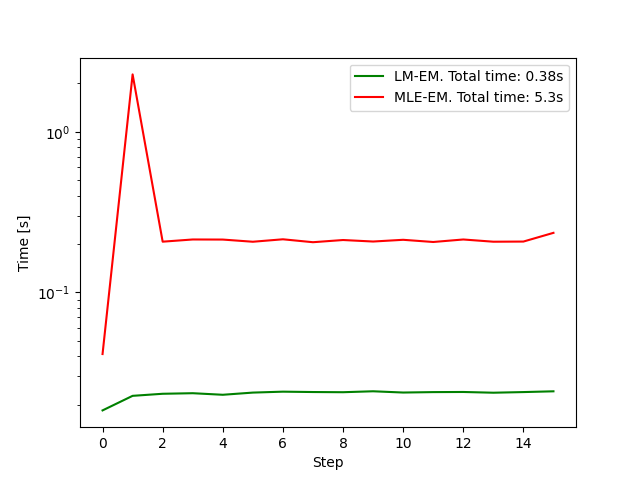 LM-EM. Total time: 0.38s
MLE-EM. Total time: 5.3s
10⁰
10⁻¹
Time [s]
0 2 4 6 8 10 12 14
Step